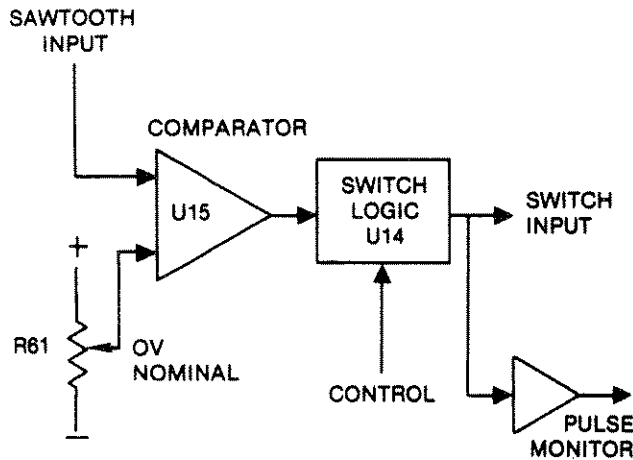 SAWTOOTH
INPUT
COMPARATOR
U15
SWITCH
LOGIC
U14
SWITCH
INPUT
+
R61
OV
NOMINAL
CONTROL
PULSE
MONITOR